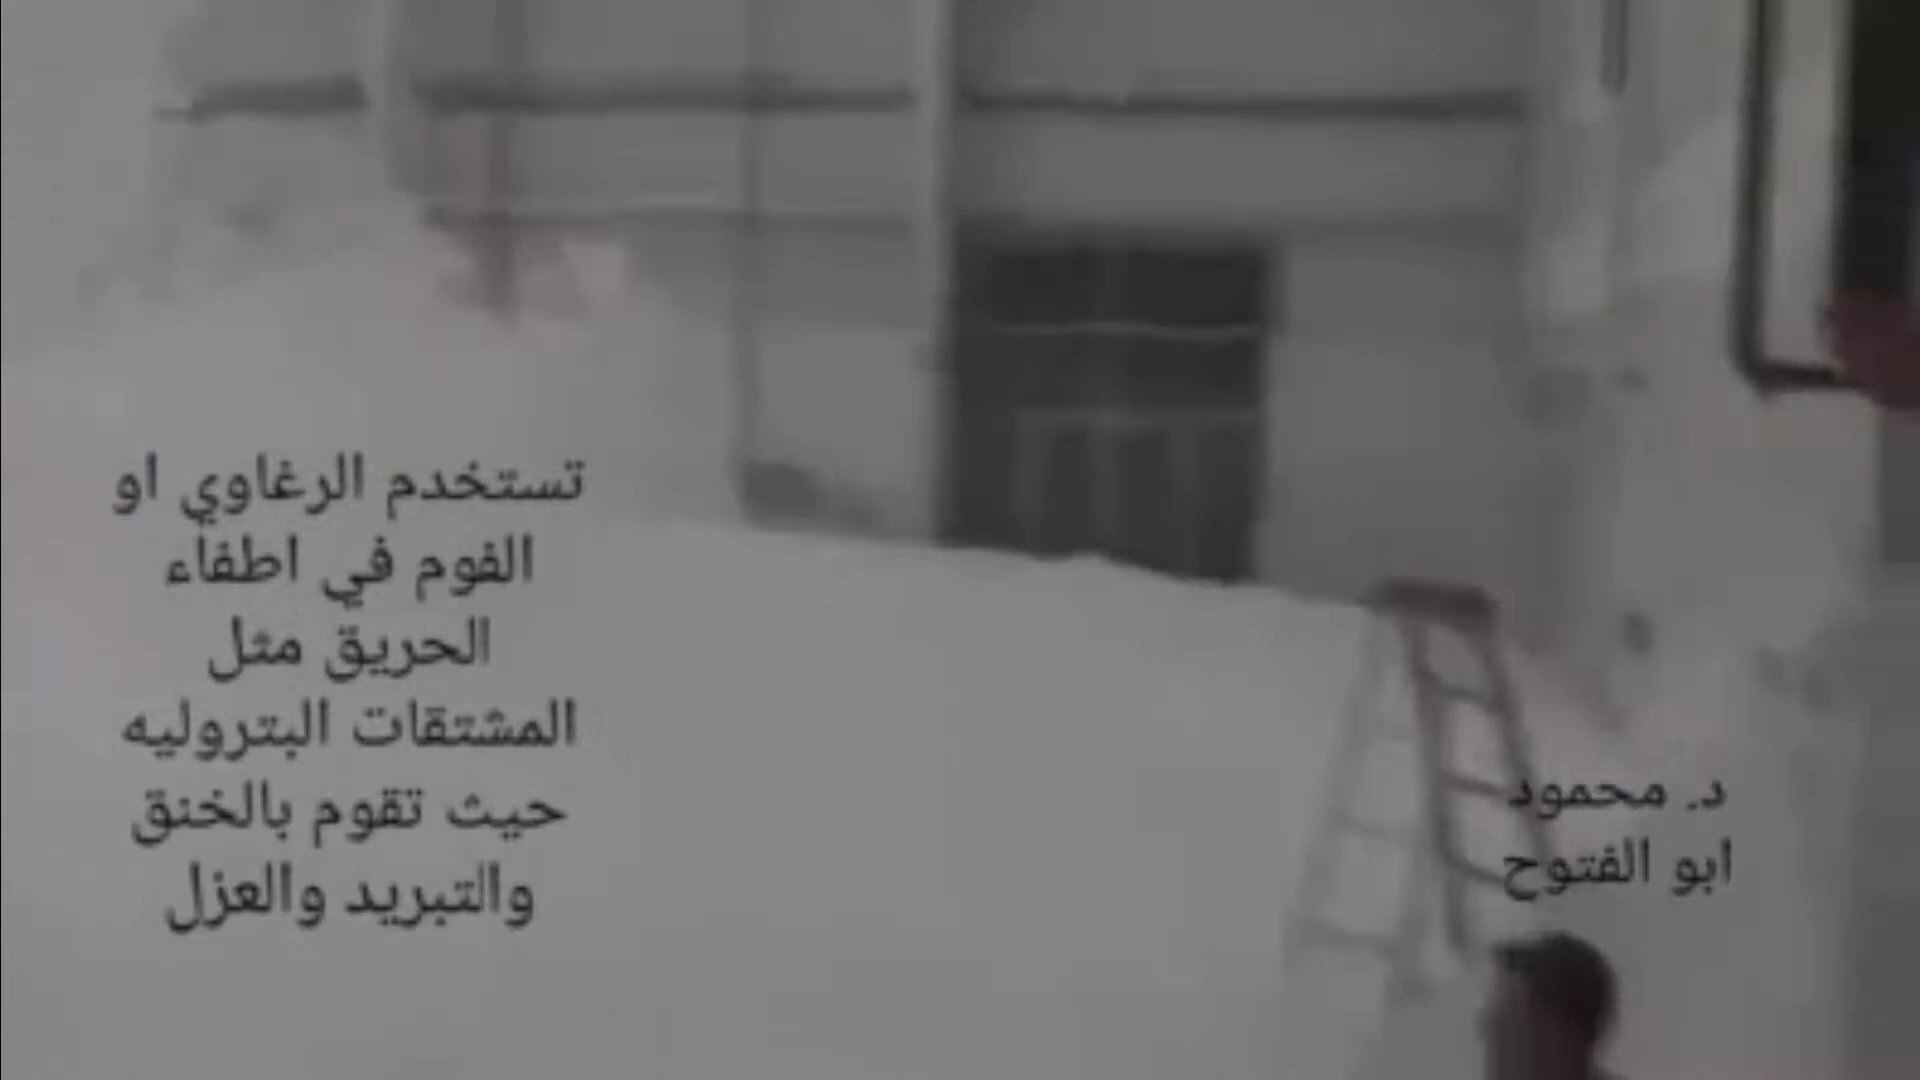 تستخدم الرغاوي او
الفوم في اطفاء
الحريق مثل
المشتقات البتروليه
حيث تقوم بالخنق
والتبريد والعزل
د. محمود
ابو الفتوح